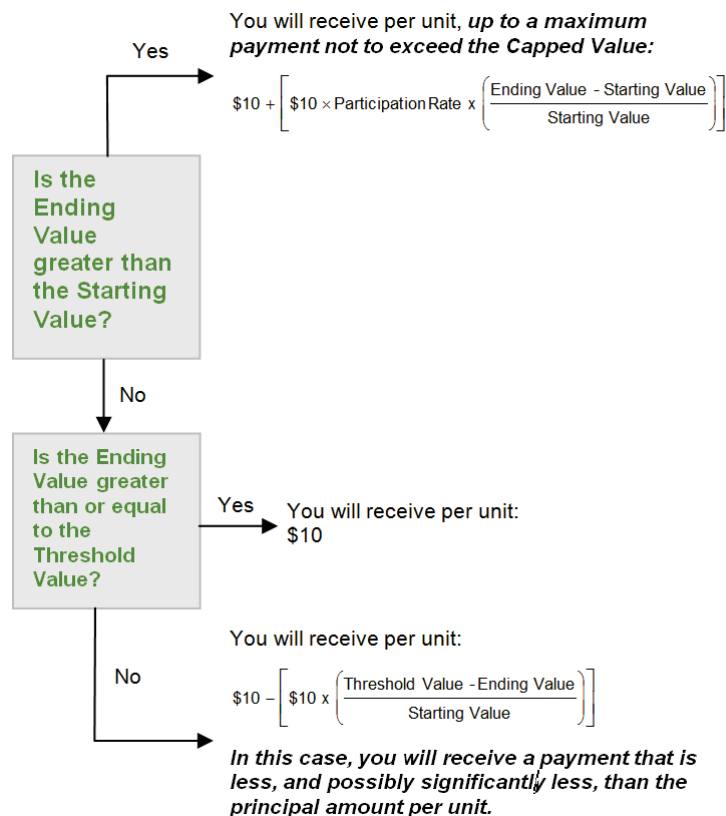 You will receive per unit, up to a maximum
payment not to exceed the Capped Value:
Yes
$10 + [ $10 × Participation Rate x ( Ending Value - Starting Value / Starting Value ) ]
Is the
Ending
Value
greater than
the Starting
Value?
No
Is the Ending
Value greater
than or equal
to the
Threshold
Value?
Yes
You will receive per unit:
$10
No
You will receive per unit:
$10 – [ $10 x ( Threshold Value - Ending Value / Starting Value ) ]
In this case, you will receive a payment that is
less, and possibly significantly less, than the
principal amount per unit.